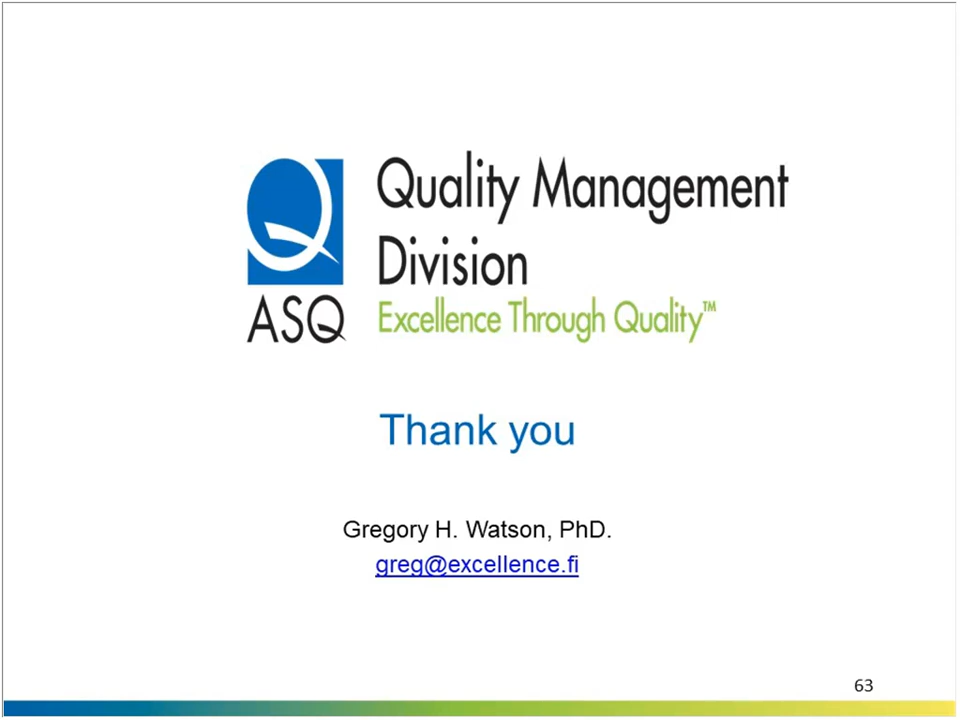 Quality Management
Division
ASQ
Excellence Through Quality™
Thank you
Gregory H. Watson, PhD.
greg@excellence.fi
63